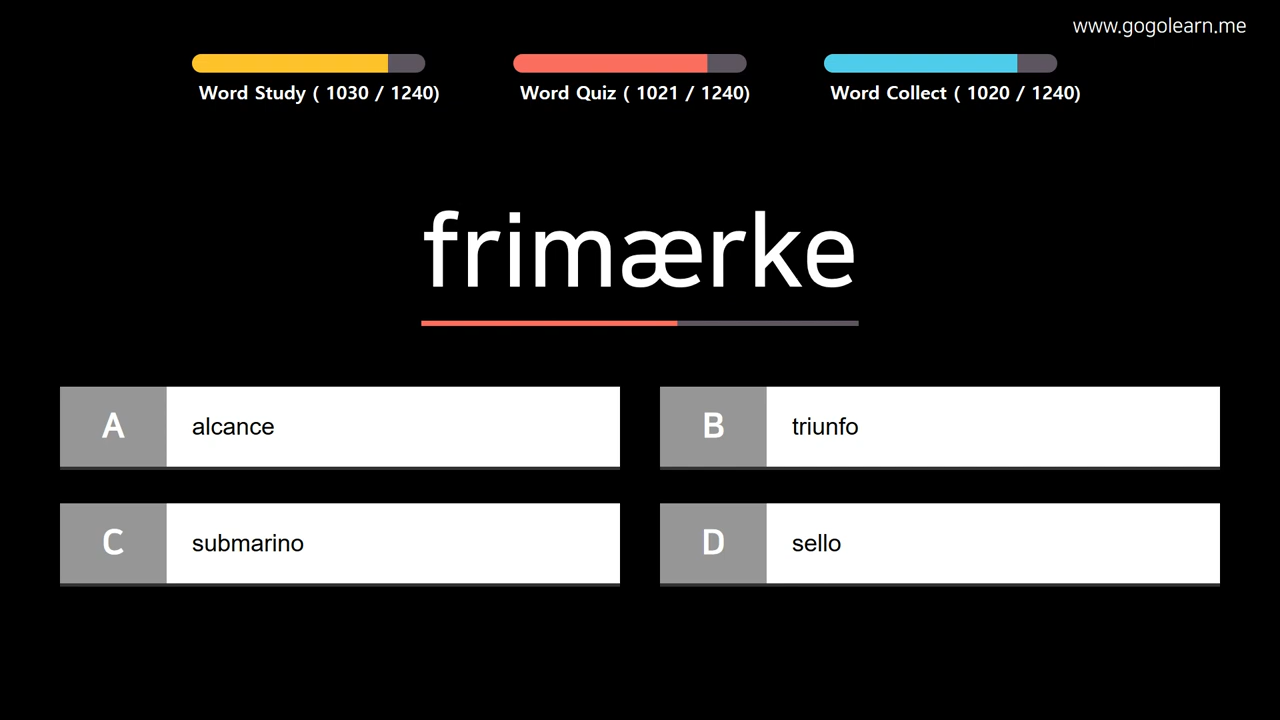 www.gogolearn.me
Word Study ( 1030 / 1240)
Word Quiz ( 1021 / 1240)
Word Collect ( 1020 / 1240)
frimærke
A alcance
B triunfo
C submarino
D sello